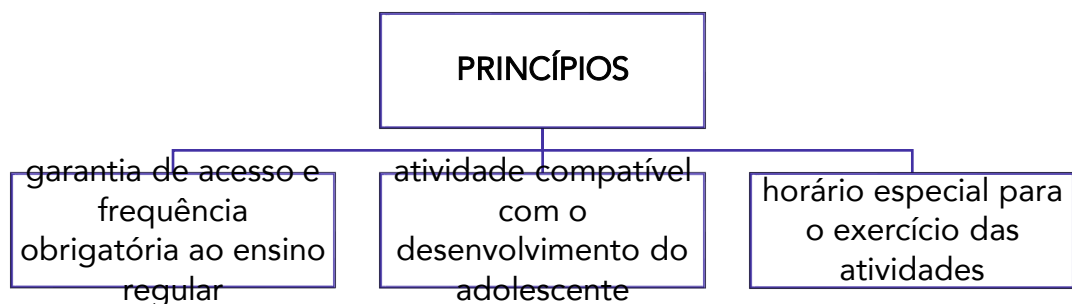 PRINCÍPIOS
garantia de acesso e
frequência
obrigatória ao ensino
regular
atividade compatível
com o
desenvolvimento do
adolescente
horário especial para
o exercício das
atividades